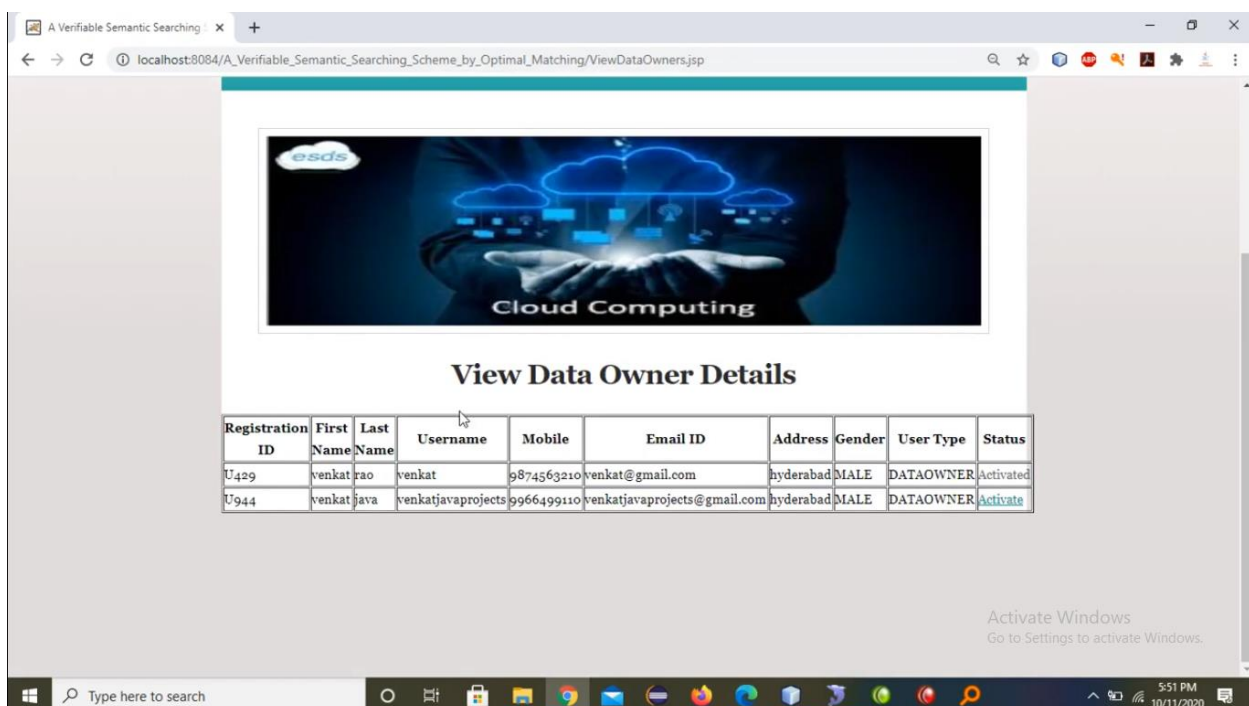 A Verifiable Semantic Searching
localhost:8084/A_Verifiable_Semantic_Searching_Scheme_by_Optimal_Matching/ViewDataOwners.jsp
ABP
esds
Cloud Computing
View Data Owner Details
Registration ID First Name Last Name Username Mobile Email ID Address Gender User Type Status
U429 venkat rao venkat 9874563210 venkat@gmail.com hyderabad MALE DATAOWNER Activated
U944 venkat java venkatjavaprojects 9966499110 venkatjavaprojects@gmail.com hyderabad MALE DATAOWNER Activate
Activate Windows
Go to Settings to activate Windows.
Type here to search
5:51 PM
10/11/2020